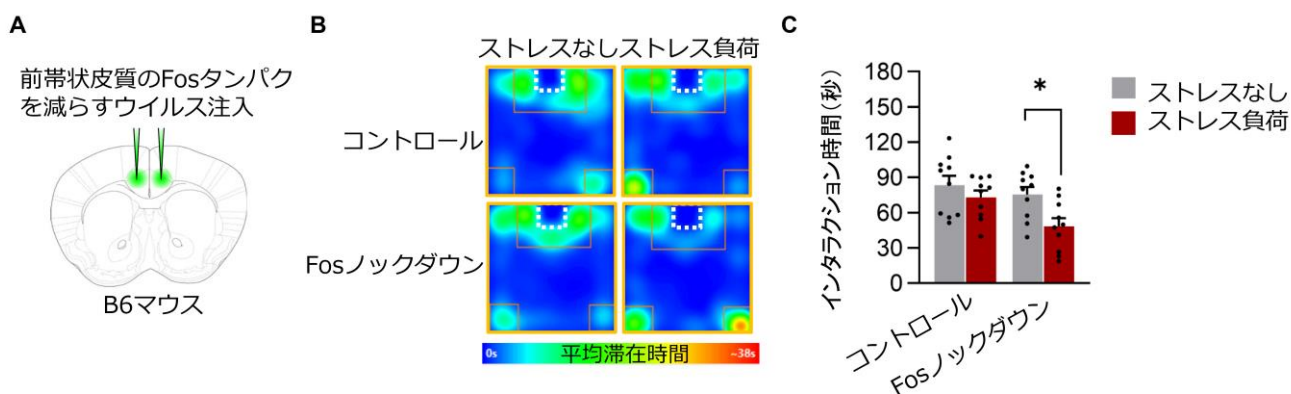 A
前帯状皮質のFosタンパク
を減らすウイルス注入
B6マウス
B
ストレスなし ストレス負荷
コントロール
Fosノックダウン
0s 平均滞在時間 ~38s
C
インタラクション時間(秒)
180
150
120
90
60
30
0
*
ストレスなし
ストレス負荷
コントロール
Fosノックダウン